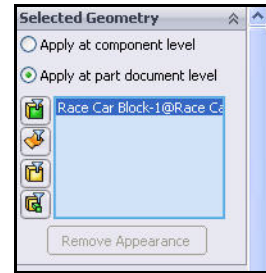 Selected Geometry
Apply at component level
Apply at part document level
Race Car Block-1@Race Ca
Remove Appearance